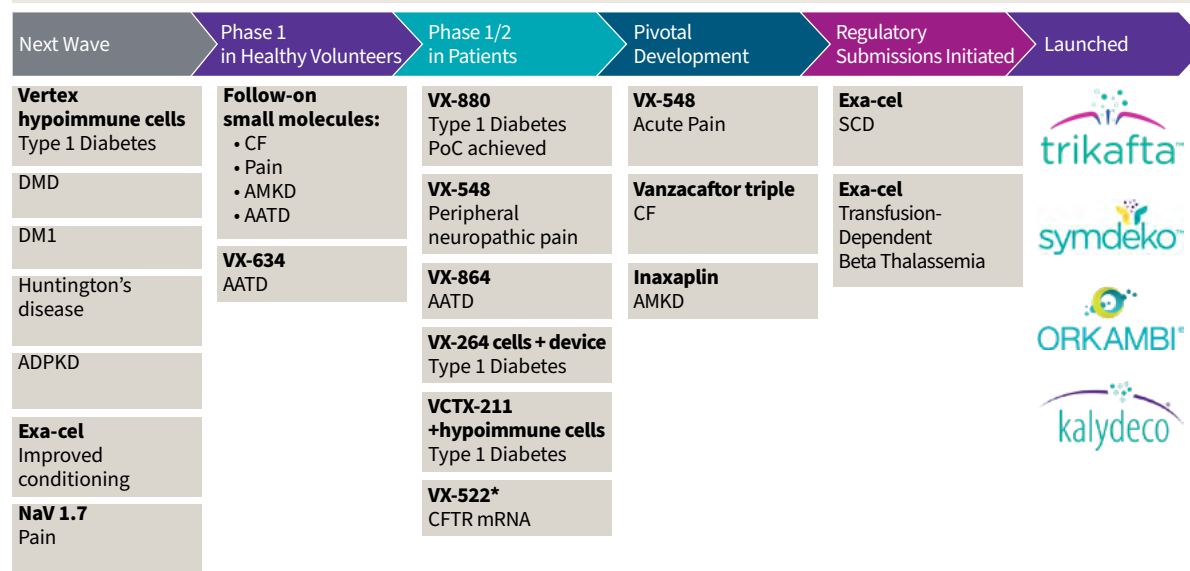 Next Wave
Phase 1
in Healthy Volunteers
Phase 1/2
in Patients
Pivotal
Development
Regulatory
Submissions Initiated
Launched
Vertex
hypoimmune cells
Type 1 Diabetes
DMD
DM1
Huntington's
disease
ADPKD
Exa-cel
Improved
conditioning
NaV 1.7
Pain
Follow-on
small molecules:
• CF
• Pain
• AMKD
• AATD
VX-634
AATD
VX-880
Type 1 Diabetes
PoC achieved
VX-548
Peripheral
neuropathic pain
VX-864
AATD
VX-264 cells + device
Type 1 Diabetes
VCTX-211
+hypoimmune cells
Type 1 Diabetes
VX-522*
CFTR mRNA
VX-548
Acute Pain
Vanzacaftor triple
CF
Inaxaplin
AMKD
Exa-cel
SCD
Exa-cel
Transfusion-
Dependent
Beta Thalassemia
trikafta™
symdeko™
ORKAMBI®
kalydeco